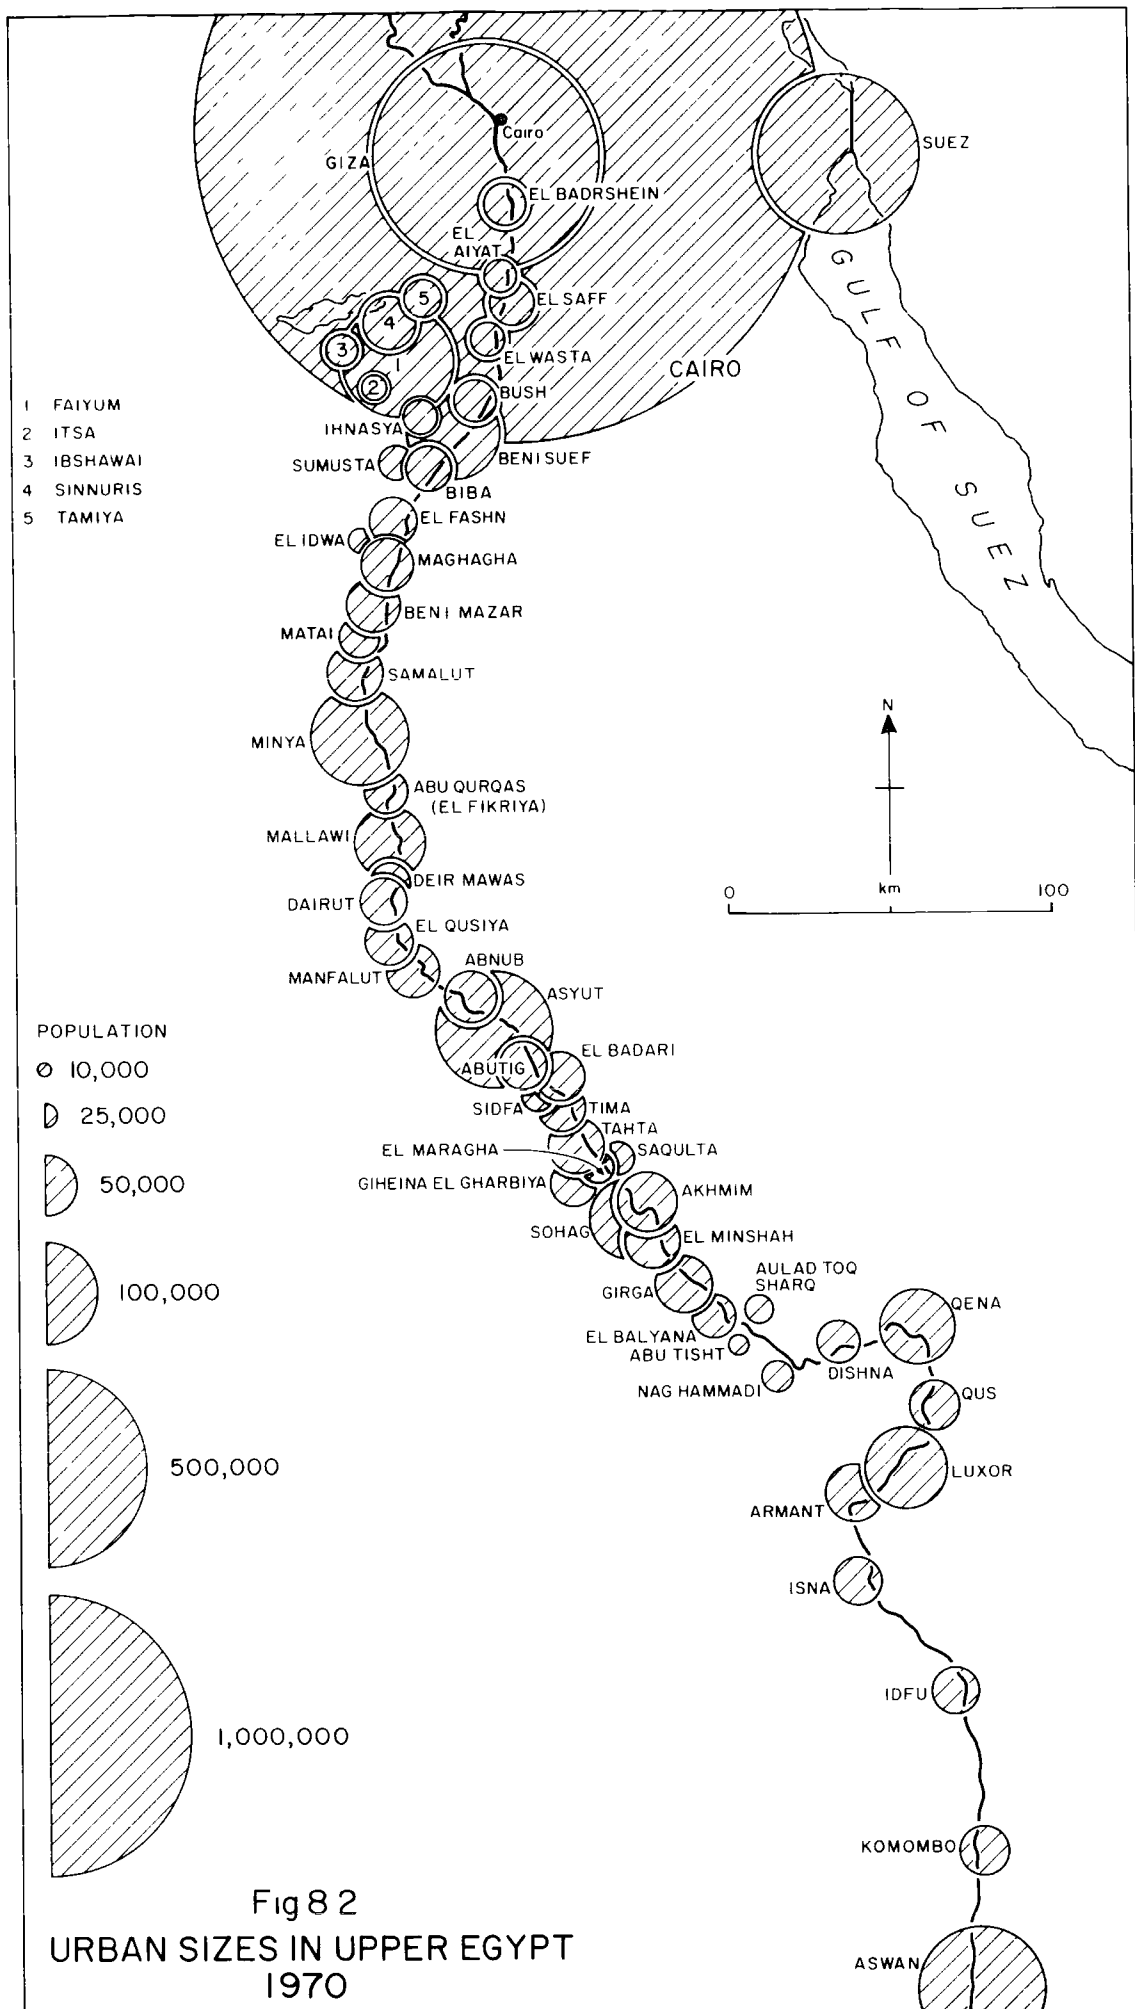 Cairo
GIZA
SUEZ
EL BADRSHEIN
EL
AIYAT
EL SAFF
5
4
3
1
2
EL WASTA
CAIRO
BUSH
IHNASYA
BENI SUEF
SUMUSTA
BIBA
GULF OF SUEZ
1 FAIYUM
2 ITSA
3 IBSHAWAI
4 SINNURIS
5 TAMIYA
EL FASHN
EL IDWA
MAGHAGHA
BENI MAZAR
MATAI
SAMALUT
MINYA
ABU QURQAS
(EL FIKRIYA)
MALLAWI
DEIR MAWAS
DAIRUT
EL QUSIYA
MANFALUT
ABNUB
ASYUT
N
0 km 100
EL BADARI
ABUTIG
SIDFA
TIMA
TAHTA
EL MARAGHA
SAQULTA
GIHEINA EL GHARBIYA
AKHMIM
SOHAG
EL MINSHAH
GIRGA
AULAD TOQ
SHARQ
QENA
EL BALYANA
ABU TISHT
DISHNA
NAG HAMMADI
QUS
LUXOR
ARMANT
ISNA
IDFU
KOMOMBO
ASWAN
POPULATION
10,000
25,000
50,000
100,000
500,000
1,000,000
Fig 8 2
URBAN SIZES IN UPPER EGYPT
1970